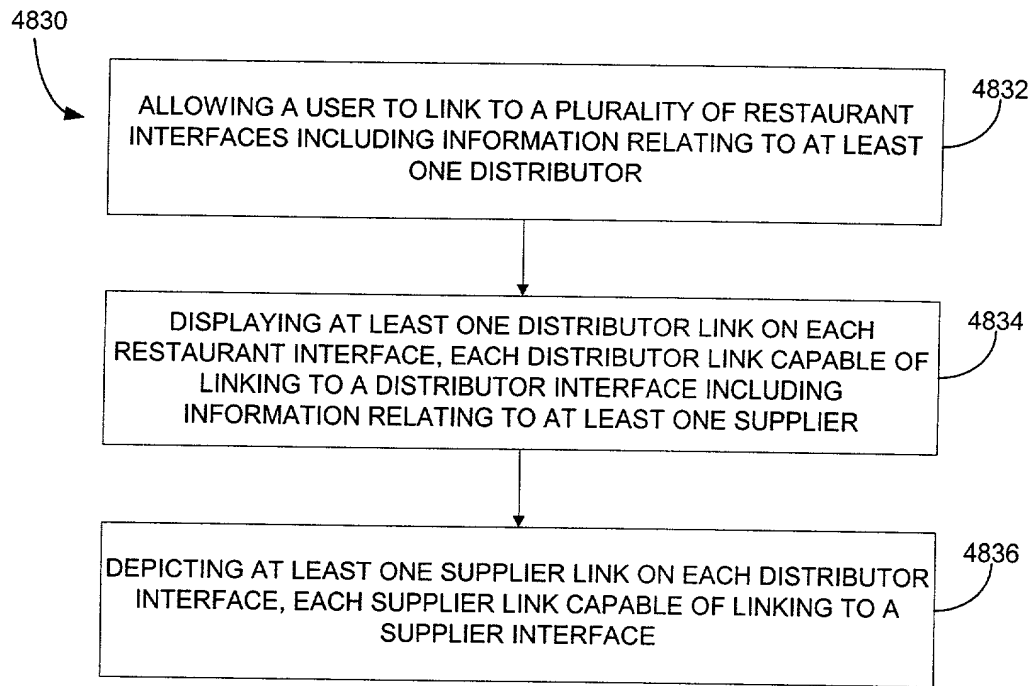 4830
ALLOWING A USER TO LINK TO A PLURALITY OF RESTAURANT
INTERFACES INCLUDING INFORMATION RELATING TO AT LEAST
ONE DISTRIBUTOR
4832
DISPLAYING AT LEAST ONE DISTRIBUTOR LINK ON EACH
RESTAURANT INTERFACE, EACH DISTRIBUTOR LINK CAPABLE OF
LINKING TO A DISTRIBUTOR INTERFACE INCLUDING
INFORMATION RELATING TO AT LEAST ONE SUPPLIER
4834
DEPICTING AT LEAST ONE SUPPLIER LINK ON EACH DISTRIBUTOR
INTERFACE, EACH SUPPLIER LINK CAPABLE OF LINKING TO A
SUPPLIER INTERFACE
4836